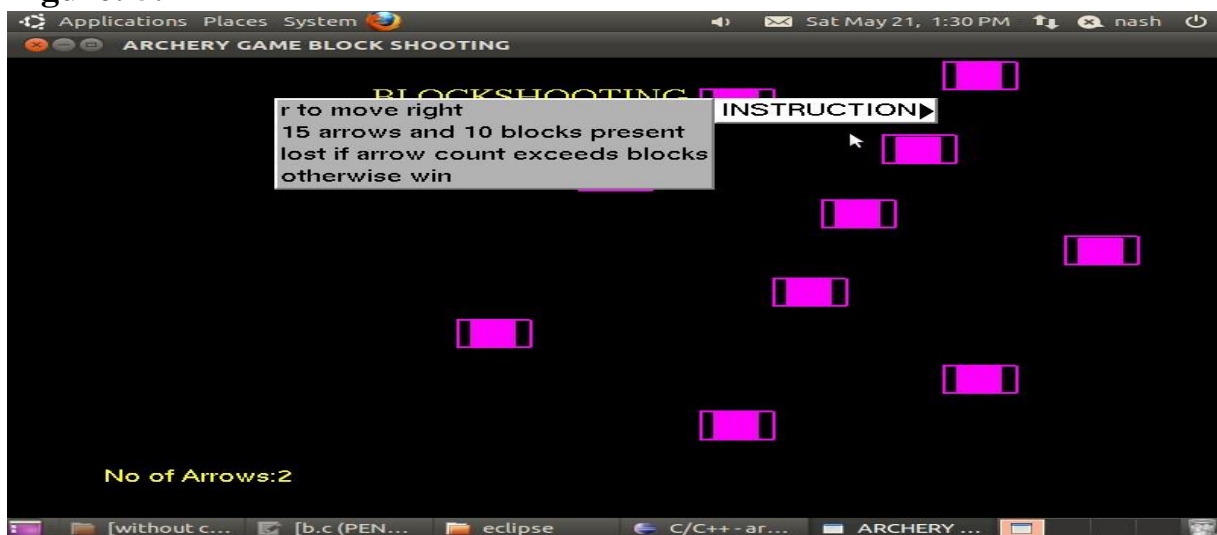 Applications Places System Sat May 21, 1:30 PM nash
ARCHERY GAME BLOCK SHOOTING
BLOCKSHOOTING
r to move right INSTRUCTION
15 arrows and 10 blocks present
lost if arrow count exceeds blocks
otherwise win
No of Arrows:2
[without c... [b.c (PEN... eclipse C/C++ - ar... ARCHERY ...